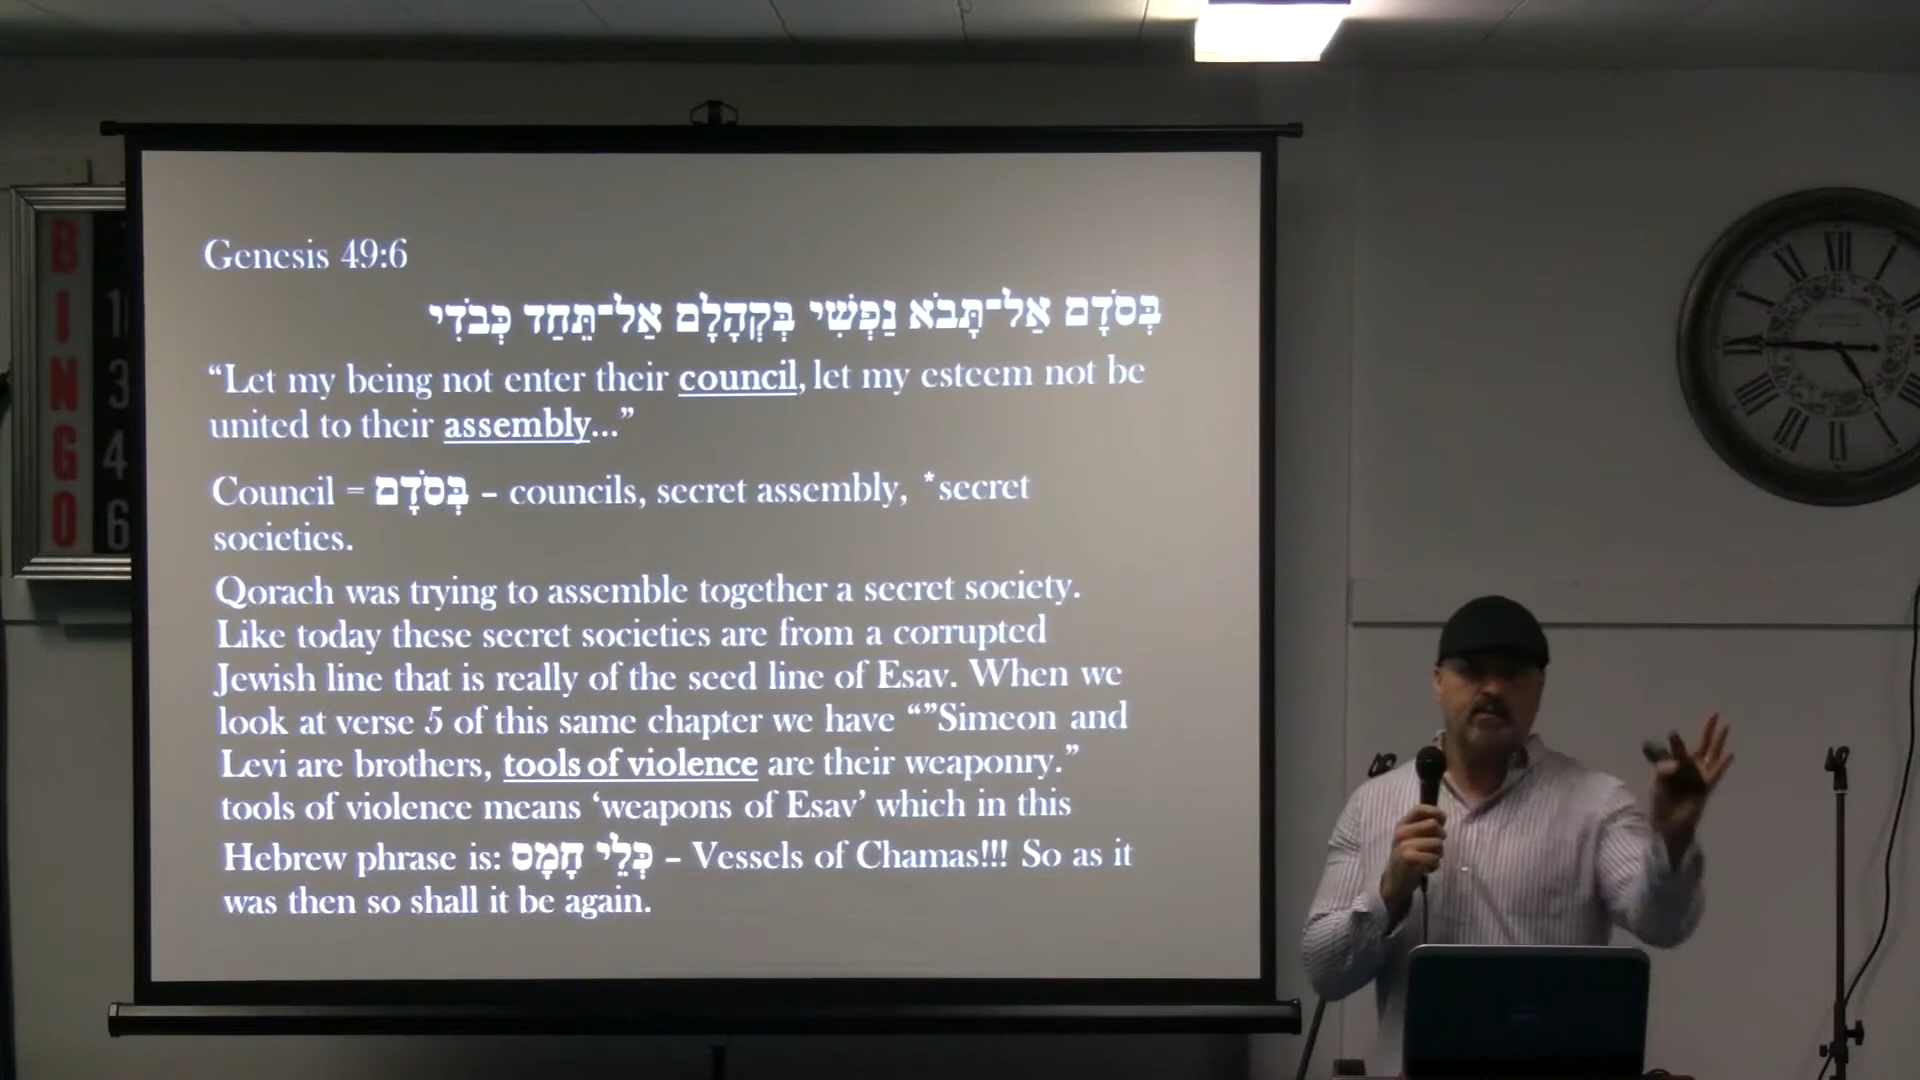 Genesis 49:6
בְּסֹדָם אַל־תָּבֹא נַפְשִׁי בִּקְהָלָם אַל־תֵּחַד כְּבֹדִי
“Let my being not enter their council, let my esteem not be
united to their assembly...”
Council = בְּסֹדָם – councils, secret assembly, *secret
societies.
Qorach was trying to assemble together a secret society.
Like today these secret societies are from a corrupted
Jewish line that is really of the seed line of Esav. When we
look at verse 5 of this same chapter we have “”Simeon and
Levi are brothers, tools of violence are their weaponry.”
tools of violence means ‘weapons of Esav’ which in this
Hebrew phrase is: כְּלֵי חָמָס – Vessels of Chamas!!! So as it
was then so shall it be again.
B
I
N 3
G 4
O 6